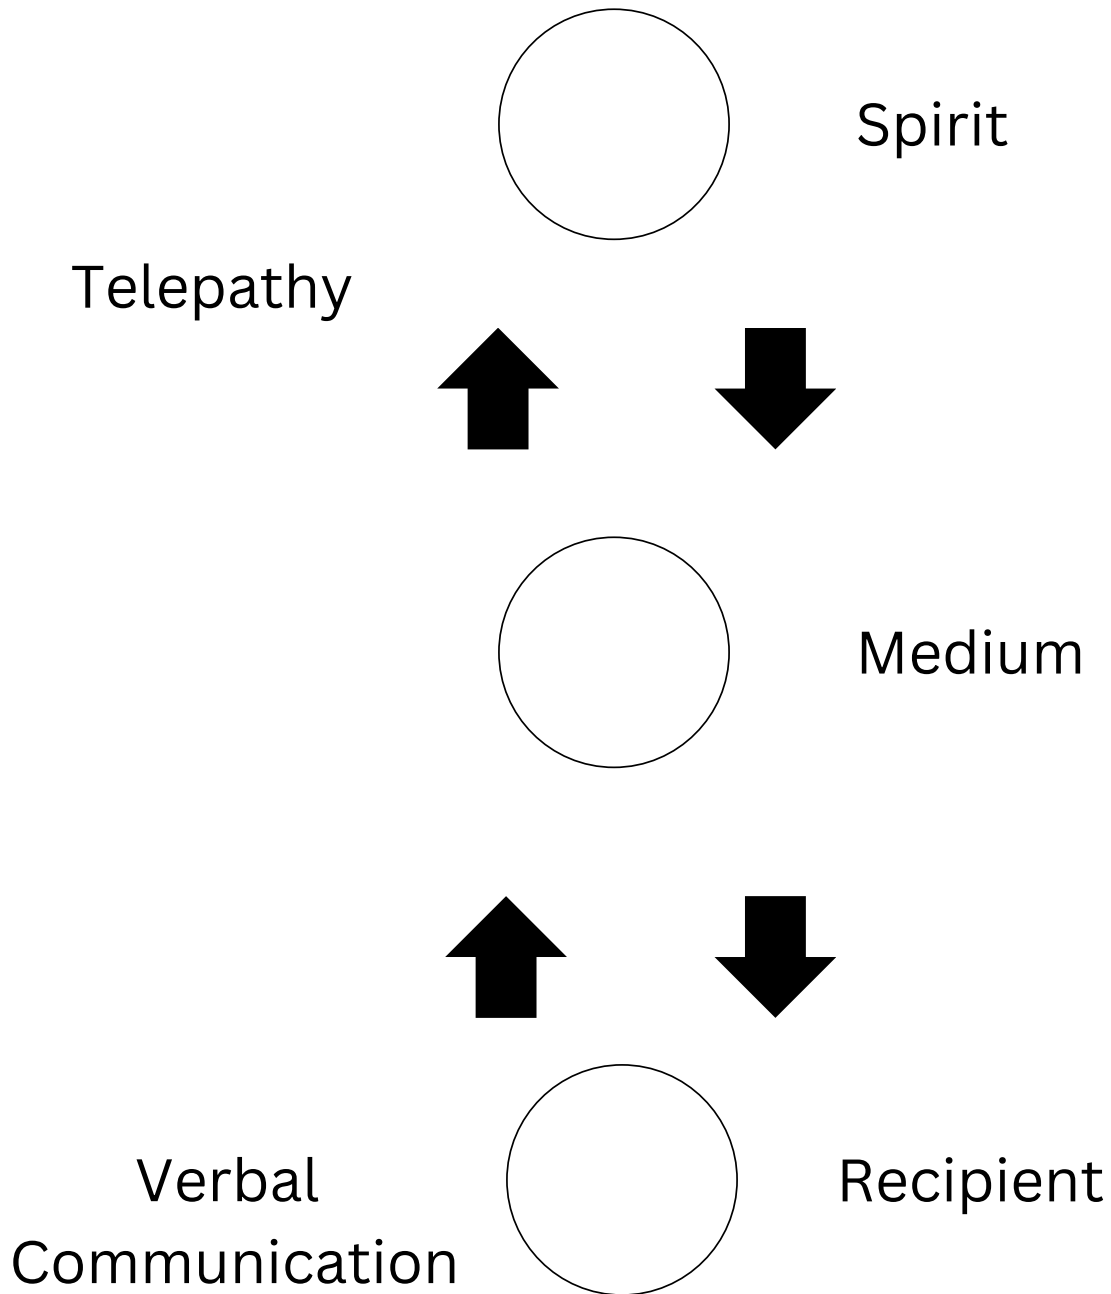 Spirit
Telepathy
Medium
Verbal
Communication
Recipient